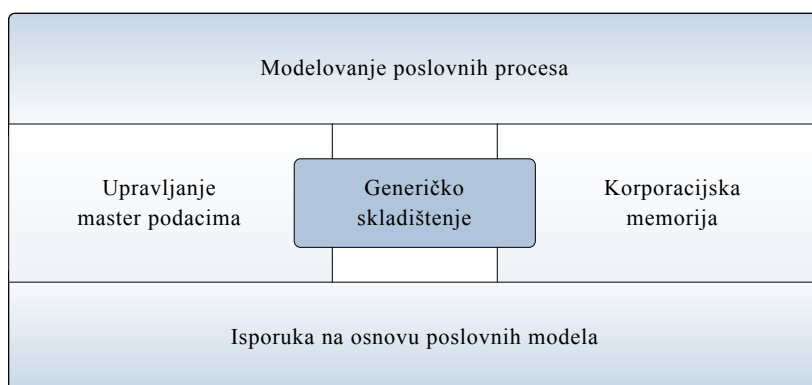 Modelovanje poslovnih procesa
Upravljanje
master podacima
Generičko
skladištenje
Korporacijska
memorija
Isporuka na osnovu poslovnih modela